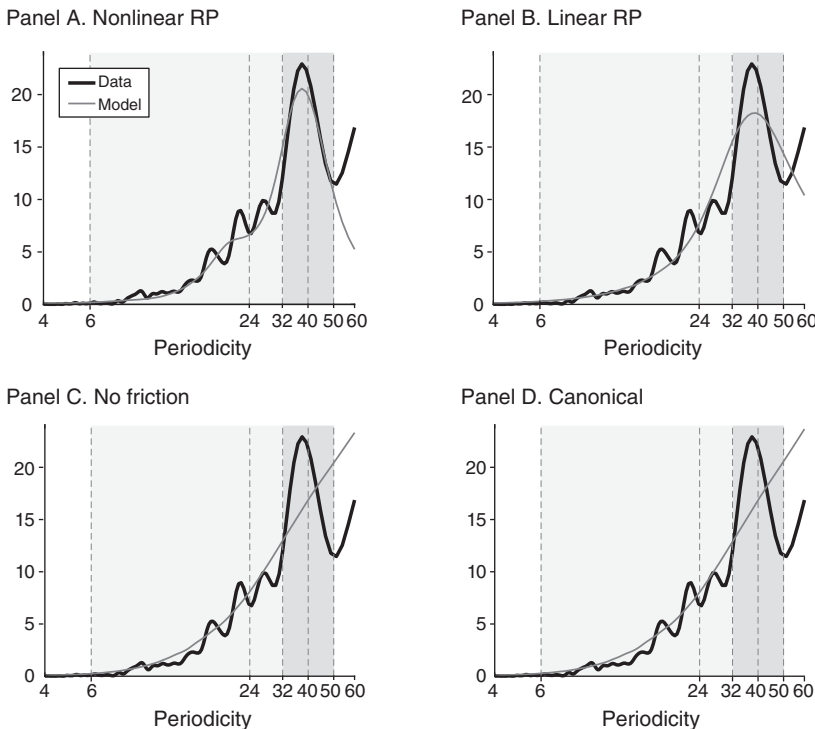 Panel A. Nonlinear RP
Data
Model
20
15
10
5
0
4 6 24 32 40 50 60
Periodicity
Panel B. Linear RP
20
15
10
5
0
4 6 24 32 40 50 60
Periodicity
Panel C. No friction
20
15
10
5
0
4 6 24 32 40 50 60
Periodicity
Panel D. Canonical
20
15
10
5
0
4 6 24 32 40 50 60
Periodicity